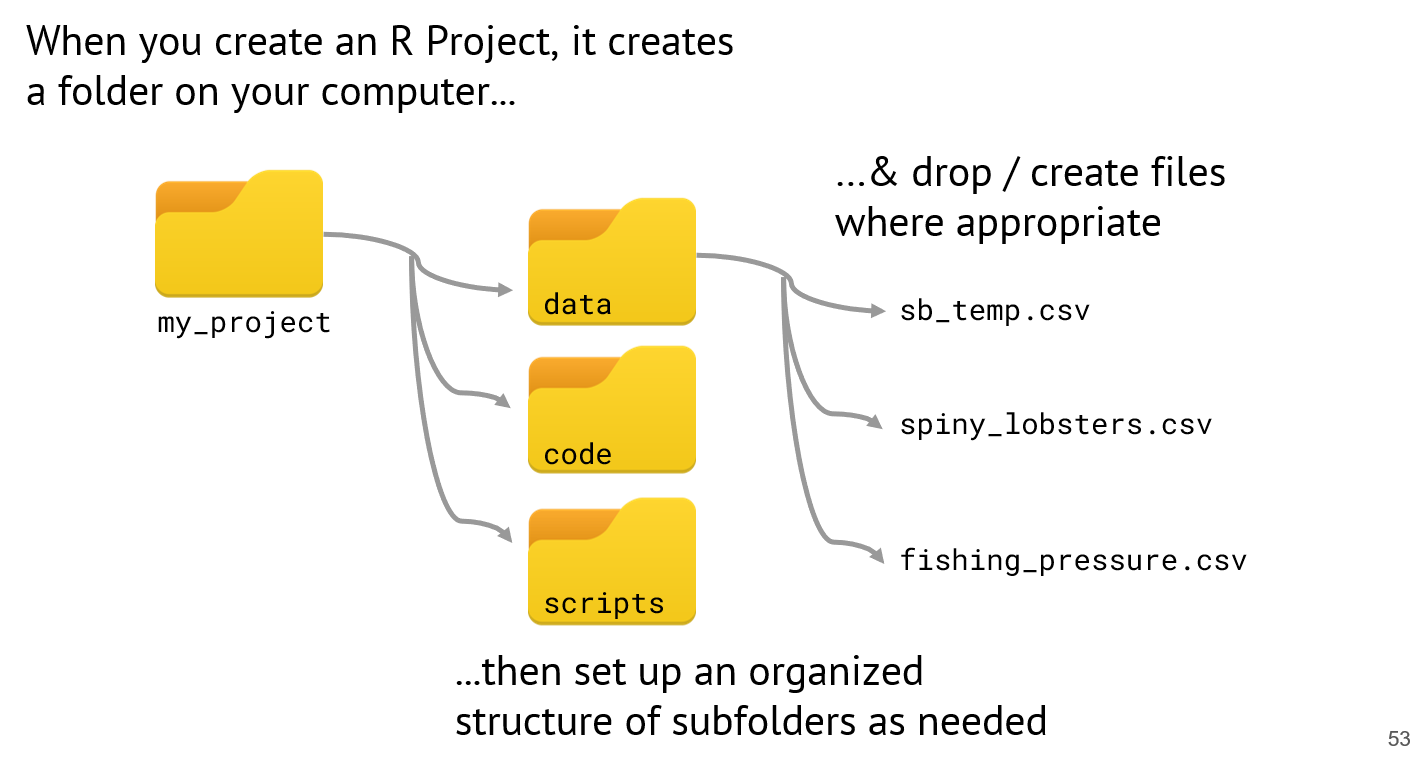 When you create an R Project, it creates
a folder on your computer...
...& drop / create files
where appropriate
my_project
data
code
scripts
sb_temp.csv
spiny_lobsters.csv
fishing_pressure.csv
...then set up an organized
structure of subfolders as needed
53